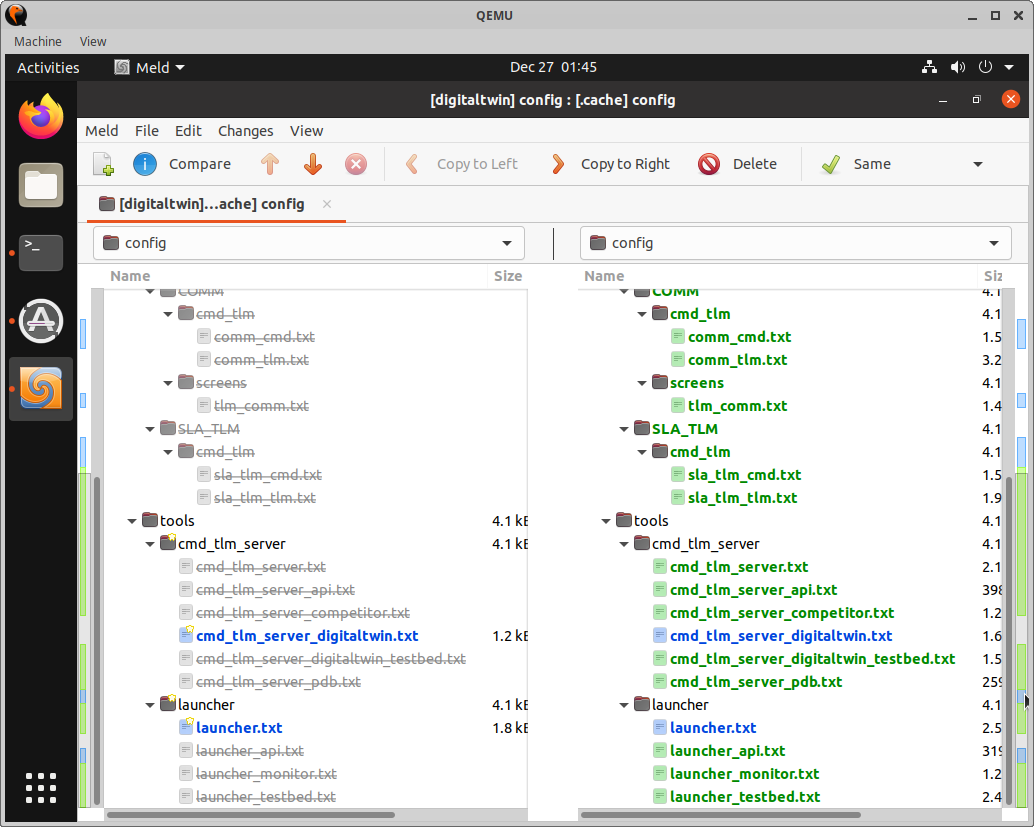 QEMU
Machine View
Activities Meld Dec 27 01:45
[digitaltwin] config : [.cache] config
Meld File Edit Changes View
Compare Copy to Left Copy to Right Delete Same
[digitaltwin]...ache] config
config config
Name Size Name Siz
COMM COMM 4.1
cmd_tlm cmd_tlm 4.1
comm_cmd.txt comm_cmd.txt 1.5
comm_tlm.txt comm_tlm.txt 3.2
screens screens 4.1
tlm_comm.txt tlm_comm.txt 1.4
SLA_TLM SLA_TLM 4.1
cmd_tlm cmd_tlm 4.1
sla_tlm_cmd.txt sla_tlm_cmd.txt 1.5
sla_tlm_tlm.txt sla_tlm_tlm.txt 1.9
tools 4.1 kB tools 4.1
cmd_tlm_server 4.1 kB cmd_tlm_server 4.1
cmd_tlm_server.txt cmd_tlm_server.txt 2.1
cmd_tlm_server_api.txt cmd_tlm_server_api.txt 398
cmd_tlm_server_competitor.txt cmd_tlm_server_competitor.txt 1.2
cmd_tlm_server_digitaltwin.txt 1.2 kB cmd_tlm_server_digitaltwin.txt 1.6
cmd_tlm_server_digitaltwin_testbed.txt cmd_tlm_server_digitaltwin_testbed.txt 1.5
cmd_tlm_server_pdb.txt cmd_tlm_server_pdb.txt 259
launcher 4.1 kB launcher 4.1
launcher.txt 1.8 kB launcher.txt 2.5
launcher_api.txt launcher_api.txt 319
launcher_monitor.txt launcher_monitor.txt 1.2
launcher_testbed.txt launcher_testbed.txt 2.4